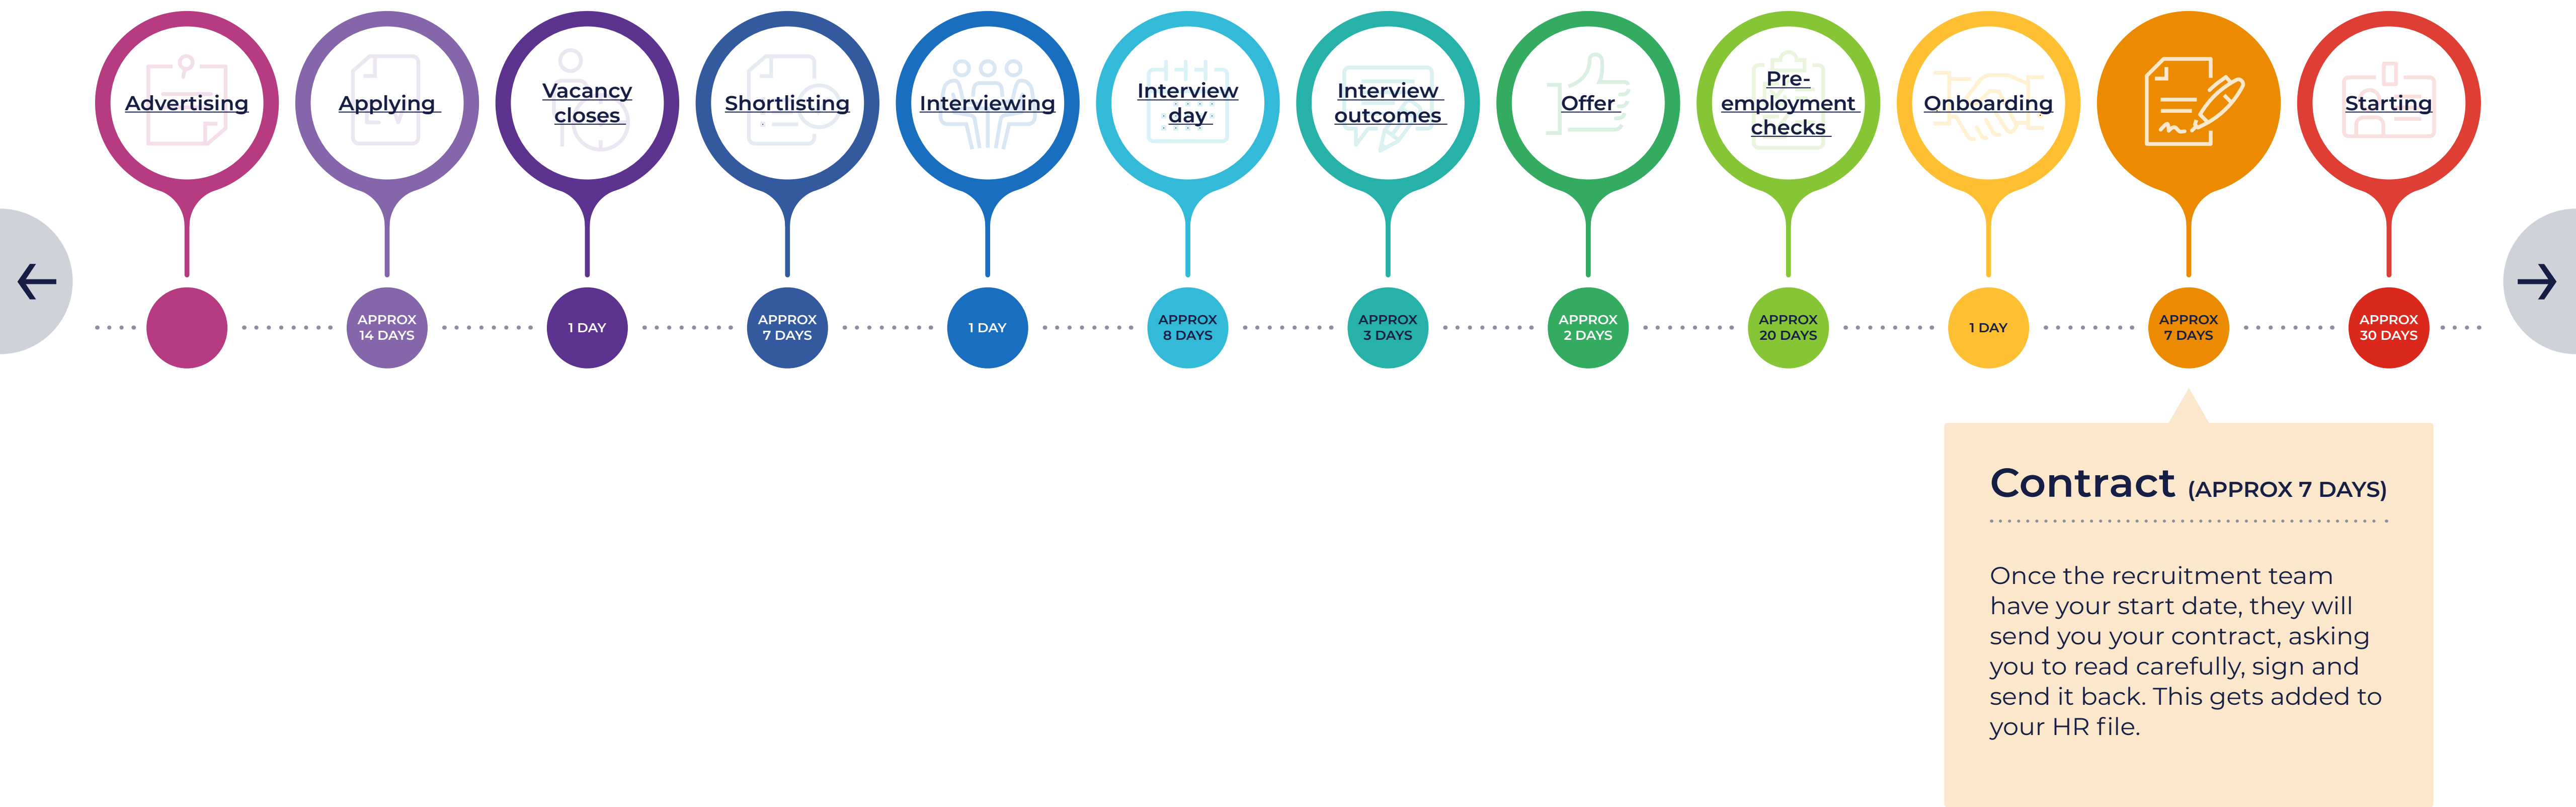 Advertising
Applying
Vacancy
closes
Shortlisting
Interviewing
Interview
day
Interview
outcomes
Offer
Pre-
employment
checks
Onboarding
Starting
APPROX
14 DAYS
1 DAY
APPROX
7 DAYS
1 DAY
APPROX
8 DAYS
APPROX
3 DAYS
APPROX
2 DAYS
APPROX
20 DAYS
1 DAY
APPROX
7 DAYS
APPROX
30 DAYS
Contract (APPROX 7 DAYS)
Once the recruitment team
have your start date, they will
send you your contract, asking
you to read carefully, sign and
send it back. This gets added to
your HR file.